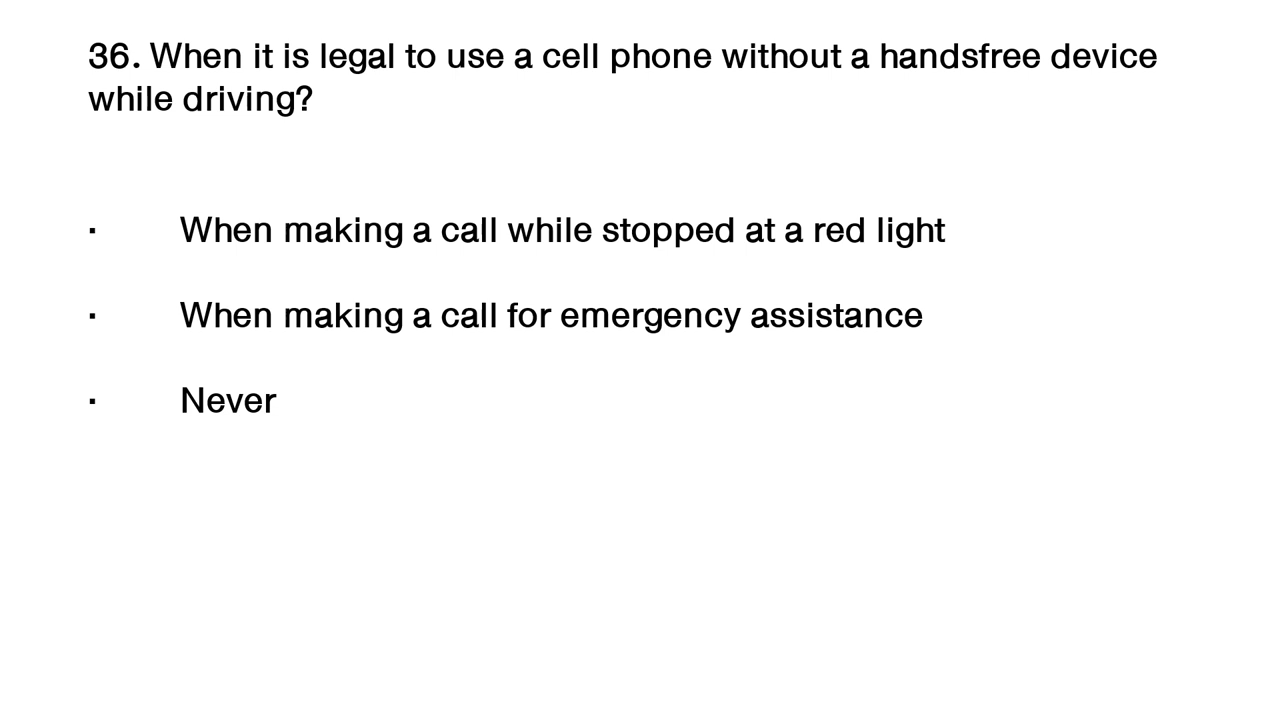 36. When it is legal to use a cell phone without a handsfree device
while driving?
· When making a call while stopped at a red light
· When making a call for emergency assistance
· Never